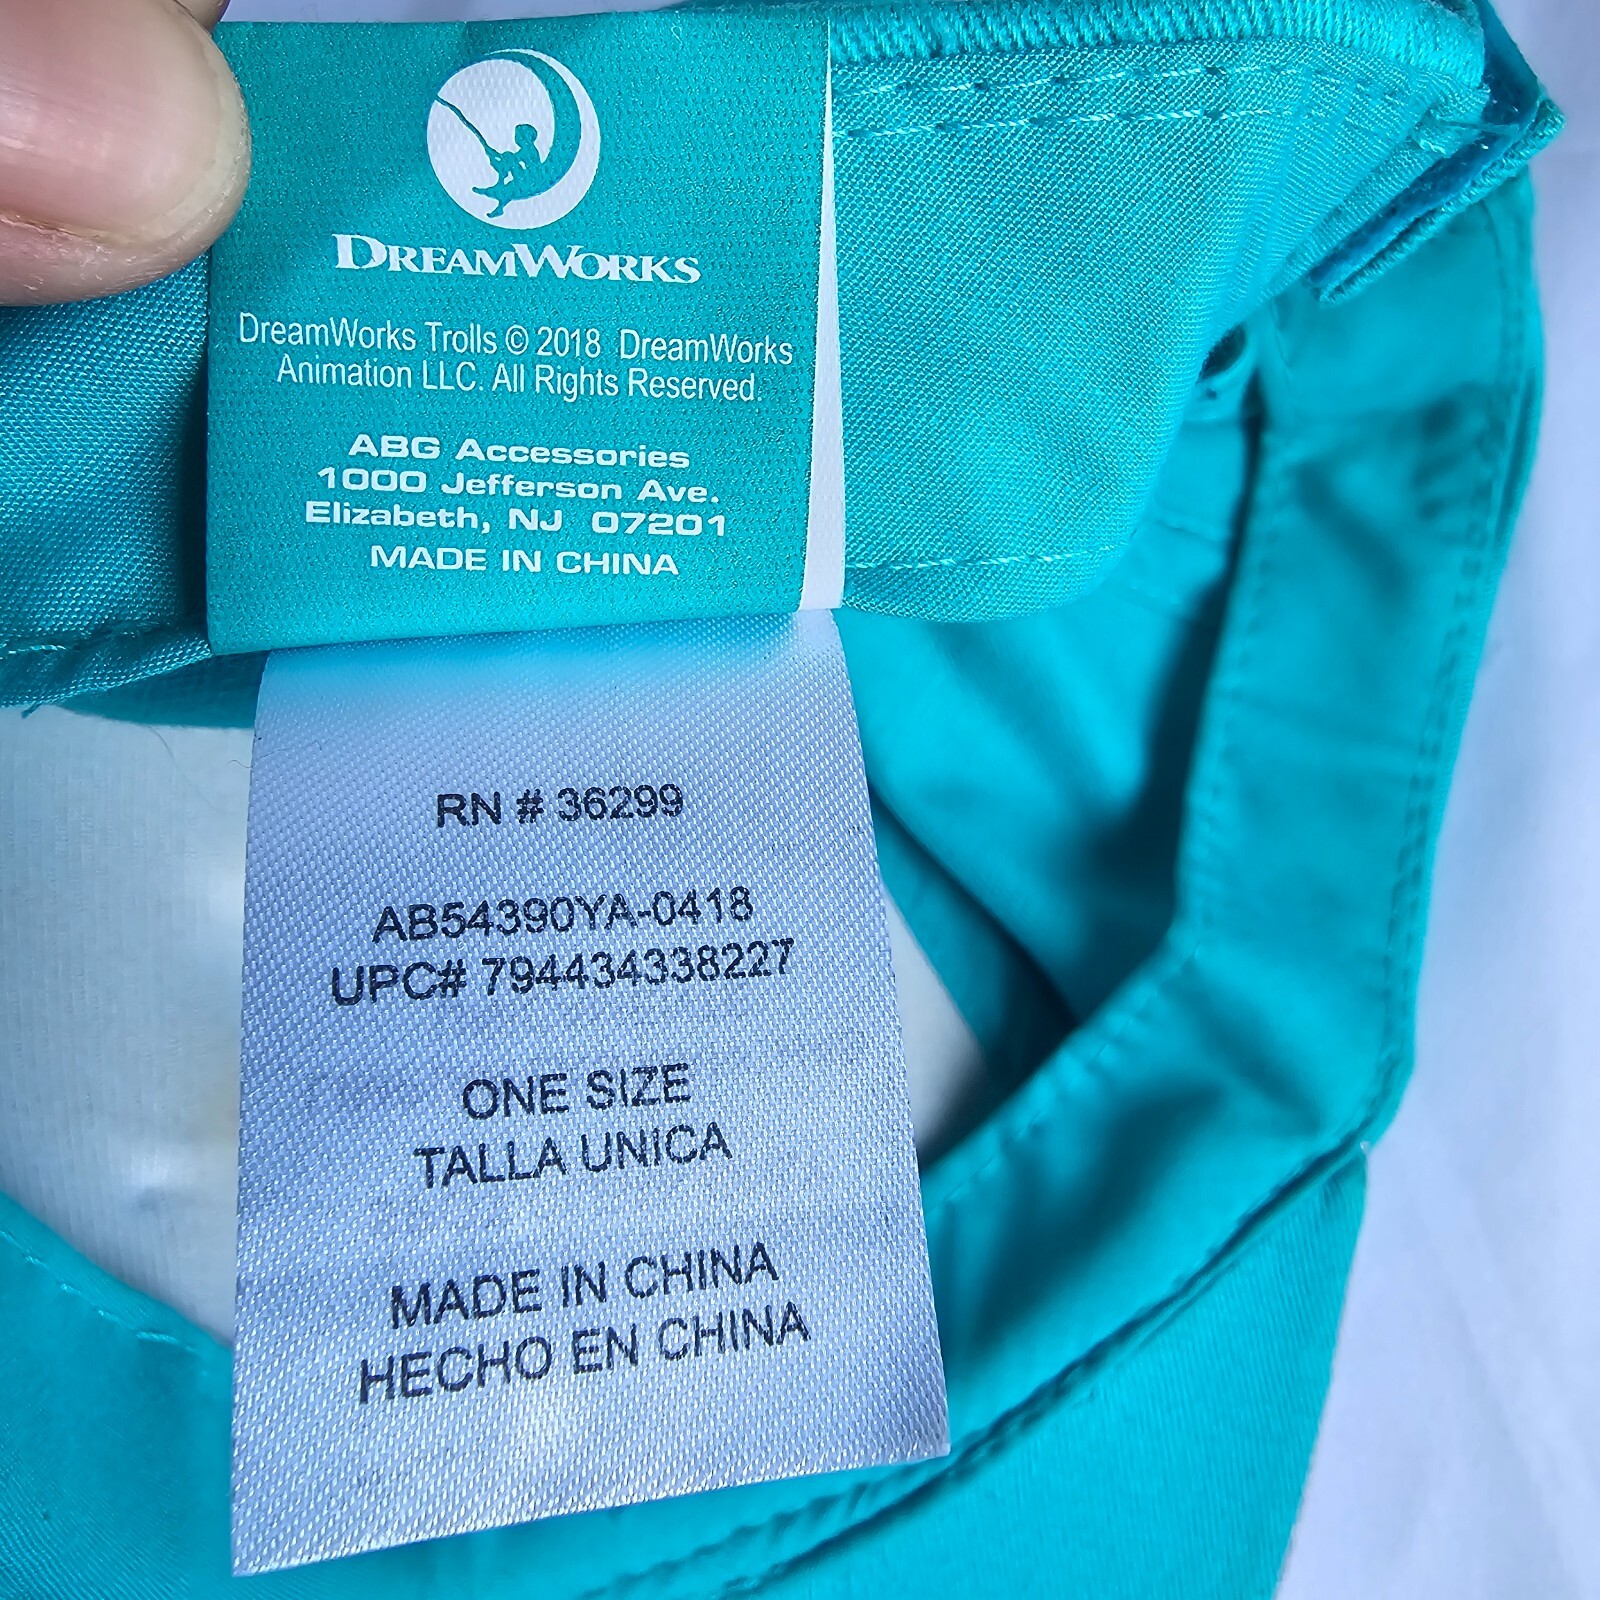 DREAMWORKS
DreamWorks Trolls © 2018 DreamWorks
Animation LLC. All Rights Reserved.
ABG Accessories
1000 Jefferson Ave.
Elizabeth, NJ 07201
MADE IN CHINA
RN # 36299
AB54390YA-0418
UPC# 794434338227
ONE SIZE
TALLA UNICA
MADE IN CHINA
HECHO EN CHINA